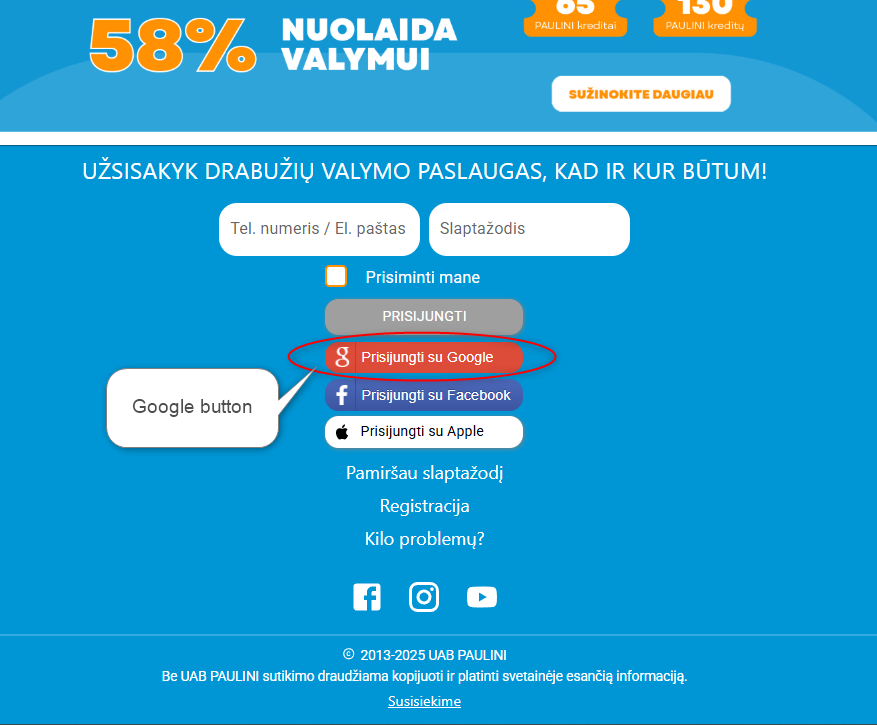 58% NUOLAIDA VALYMUI
65 130
PAULINI kreditai PAULINI kreditų
SUŽINOKITE DAUGIAU
UŽSISAKYK DRABUŽIŲ VALYMO PASLAUGAS, KAD IR KUR BŪTUM!
Tel. numeris / El. paštas Slaptažodis
Prisiminti mane
PRISIJUNGTI
Prisijungti su Google
Google button
Prisijungti su Facebook
Prisijungti su Apple
Pamiršau slaptažodį
Registracija
Kilo problemų?
© 2013-2025 UAB PAULINI
Be UAB PAULINI sutikimo draudžiama kopijuoti ir platinti svetainėje esančią informaciją.
Susisiekime